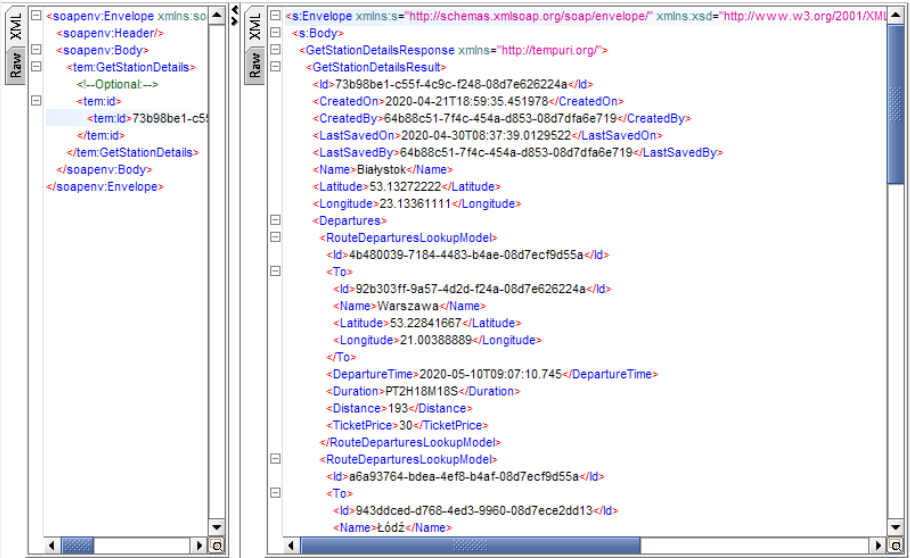 XML
Raw
<soapenv:Envelope xmlns:so
<soapenv:Header/>
<soapenv:Body>
<tem:GetStationDetails>
<!--Optional:-->
<tem:id>
<tem:Id>73b98be1-c55
</tem:id>
</tem:GetStationDetails>
</soapenv:Body>
</soapenv:Envelope>
XML
Raw
<s:Envelope xmlns:s="http://schemas.xmlsoap.org/soap/envelope/" xmlns:xsd="http://www.w3.org/2001/XML
<s:Body>
<GetStationDetailsResponse xmlns="http://tempuri.org/">
<GetStationDetailsResult>
<Id>73b98be1-c55f-4c9c-f248-08d7e626224a</Id>
<CreatedOn>2020-04-21T18:59:35.451978</CreatedOn>
<CreatedBy>64b88c51-7f4c-454a-d853-08d7dfa6e719</CreatedBy>
<LastSavedOn>2020-04-30T08:37:39.0129522</LastSavedOn>
<LastSavedBy>64b88c51-7f4c-454a-d853-08d7dfa6e719</LastSavedBy>
<Name>Białystok</Name>
<Latitude>53.13272222</Latitude>
<Longitude>23.13361111</Longitude>
<Departures>
<RouteDeparturesLookupModel>
<Id>4b480039-7184-4483-b4ae-08d7ecf9d55a</Id>
<To>
<Id>92b303ff-9a57-4d2d-f24a-08d7e626224a</Id>
<Name>Warszawa</Name>
<Latitude>53.22841667</Latitude>
<Longitude>21.00388889</Longitude>
</To>
<DepartureTime>2020-05-10T09:07:10.745</DepartureTime>
<Duration>PT2H18M18S</Duration>
<Distance>193</Distance>
<TicketPrice>30</TicketPrice>
</RouteDeparturesLookupModel>
<RouteDeparturesLookupModel>
<Id>a6a93764-bdea-4ef8-b4af-08d7ecf9d55a</Id>
<To>
<Id>943ddced-d768-4ed3-9960-08d7ece2dd13</Id>
<Name>Łódź</Name>